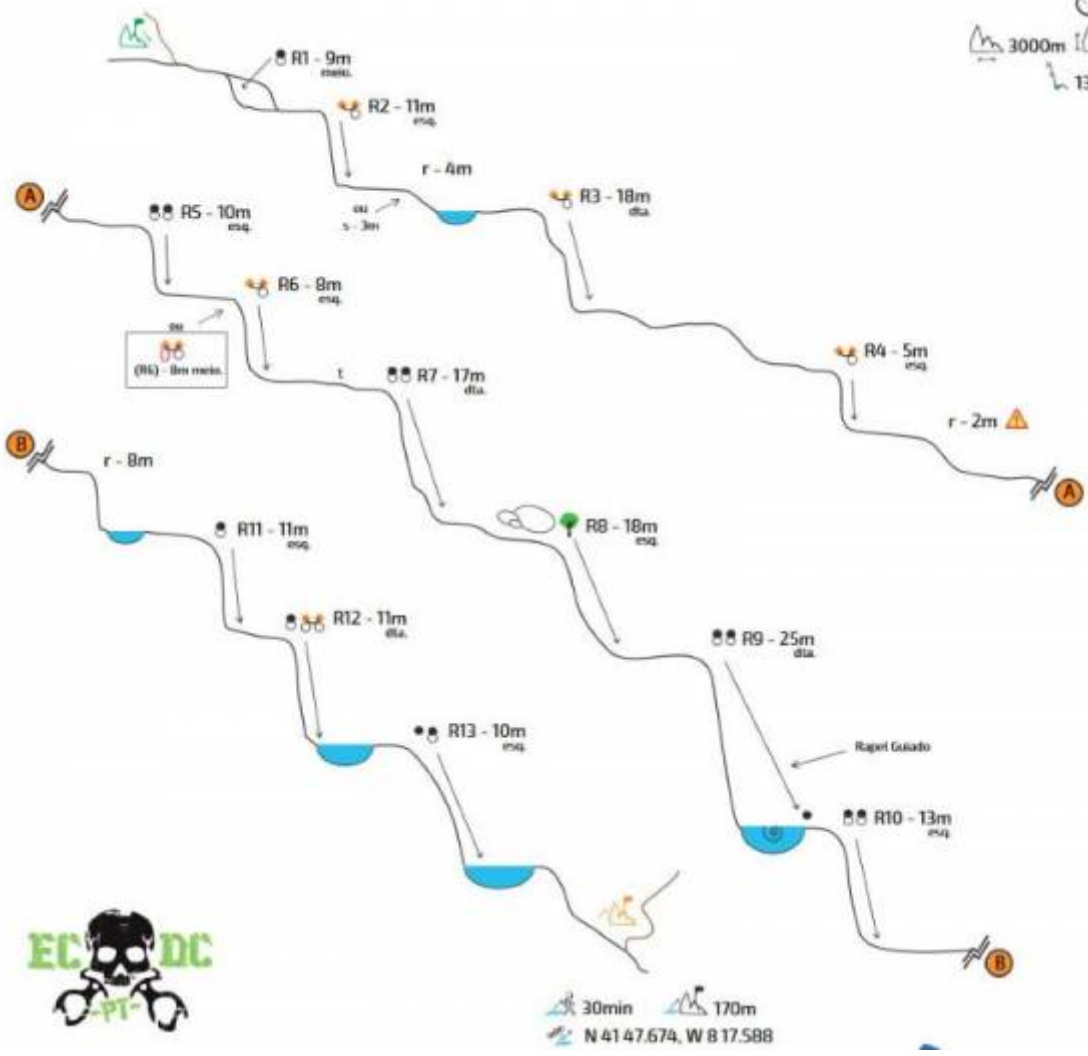 R1 - 9m
meio.
3000m
13
R2 - 11m
esq.
r - 4m
ou
s - 3m
R3 - 18m
dta.
A
R5 - 10m
esq.
R6 - 8m
esq.
ou
(R6) - 8m meio.
t
R7 - 17m
dta.
R4 - 5m
esq.
r - 2m
A
B
r - 8m
R11 - 11m
esq.
R8 - 18m
esq.
R12 - 11m
dta.
R9 - 25m
dta.
R13 - 10m
esq.
Rapel Guiado
R10 - 13m
esq.
B
EC DC
-PT-
30min 170m
N 41 47.674, W 8 17.588